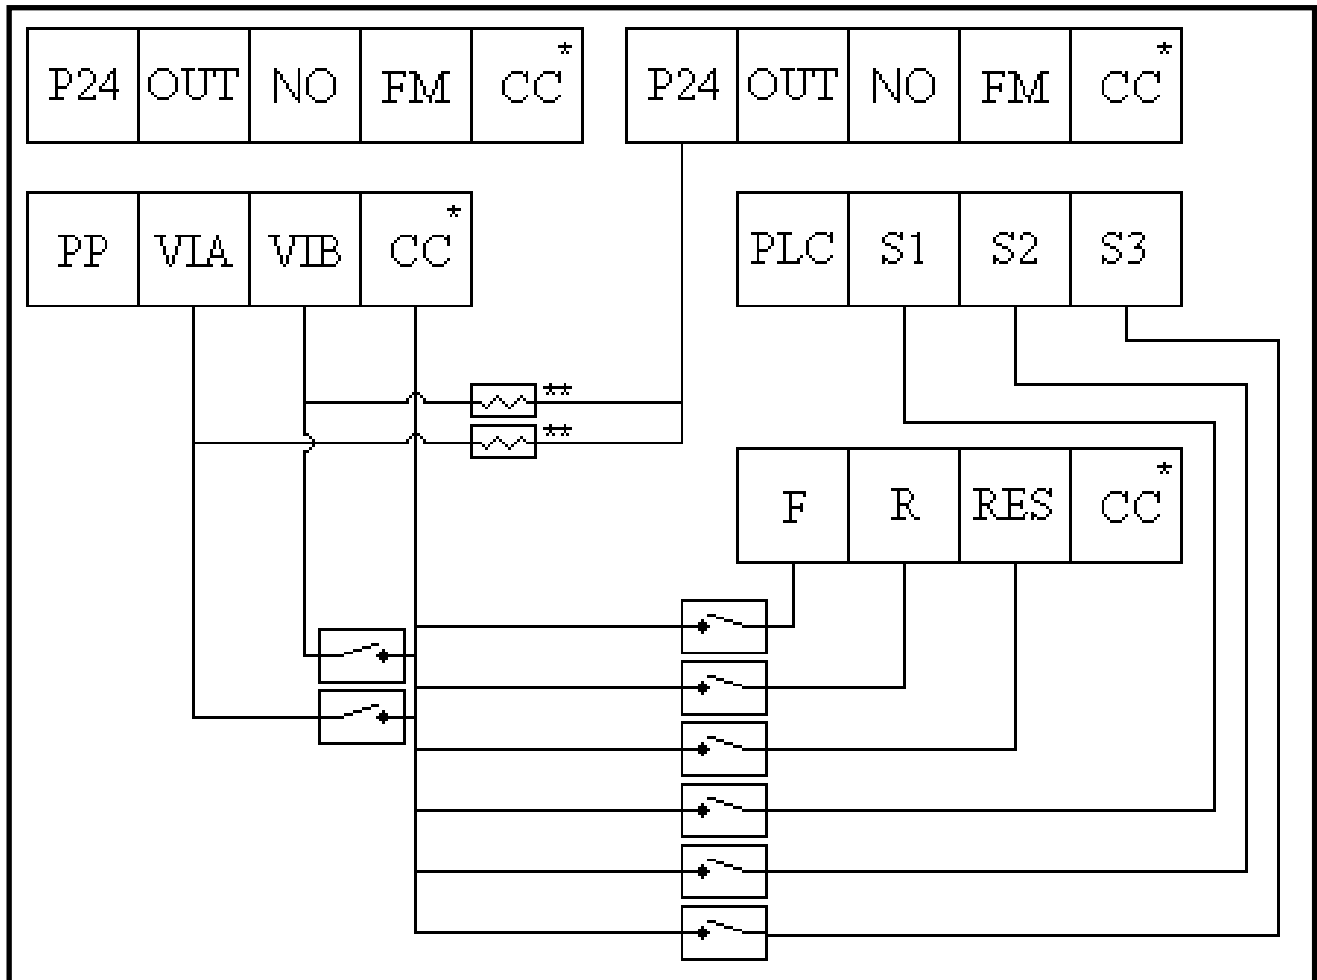 P24 OUT NO FM CC* P24 OUT NO FM CC*
PP VIA VIB CC* PLC S1 S2 S3
**
**
F R RES CC*